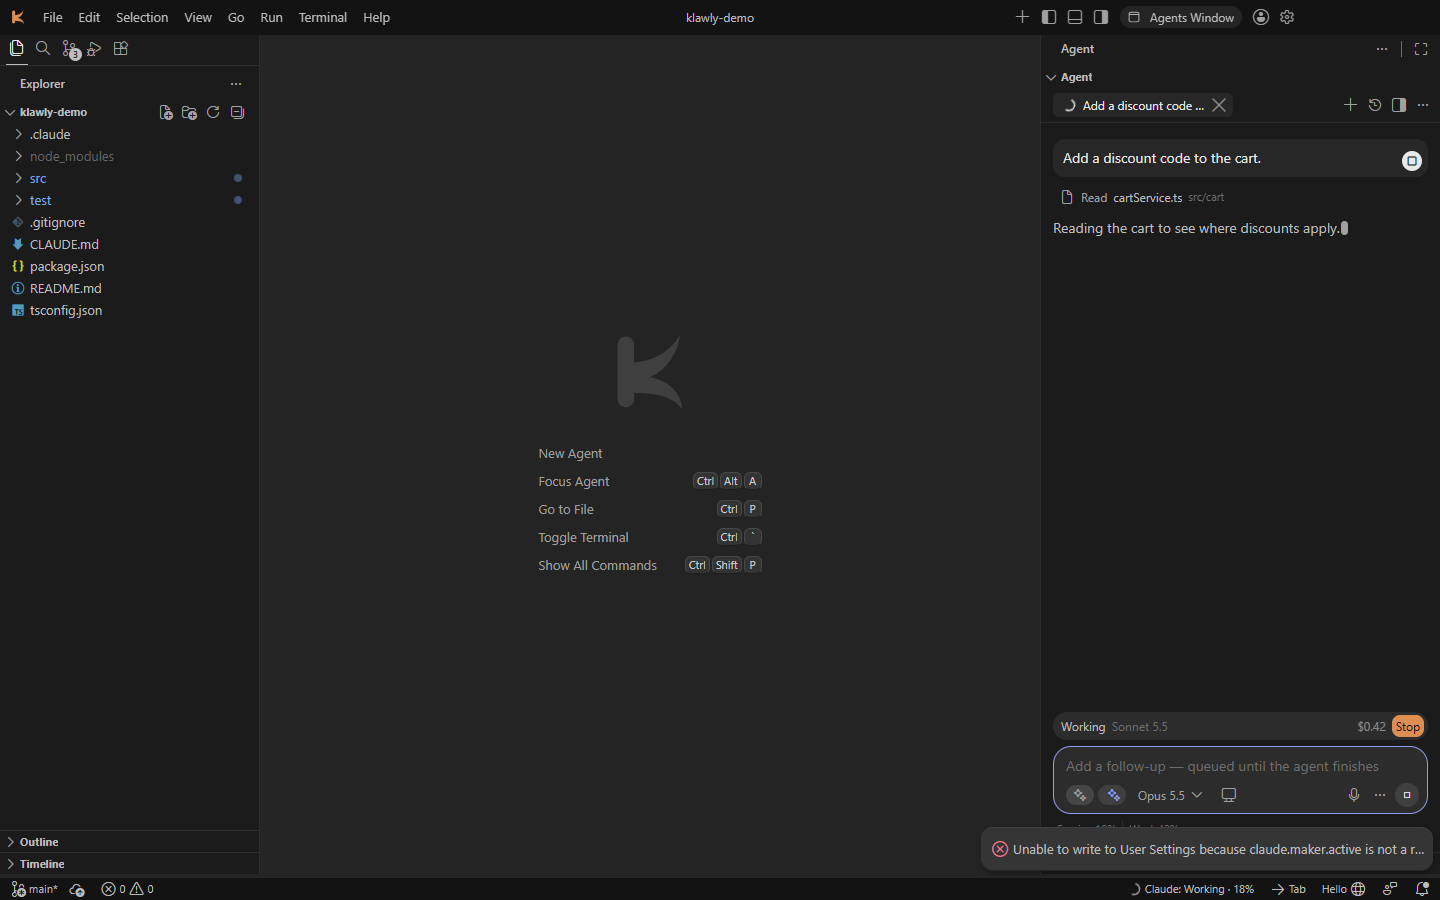 File Edit Selection View Go Run Terminal Help
klawly-demo
Agents Window
3
Explorer
klawly-demo
.claude
node_modules
src
test
.gitignore
CLAUDE.md
package.json
README.md
tsconfig.json
Outline
Timeline
New Agent
Focus Agent Ctrl Alt A
Go to File Ctrl P
Toggle Terminal Ctrl `
Show All Commands Ctrl Shift P
Agent
Agent
Add a discount code ...
Add a discount code to the cart.
Read cartService.ts src/cart
Reading the cart to see where discounts apply.
Working Sonnet 5.5 $0.42 Stop
Add a follow-up — queued until the agent finishes
Opus 5.5
Unable to write to User Settings because claude.maker.active is not a r...
main* 0 0 Claude: Working · 18% Tab Hello